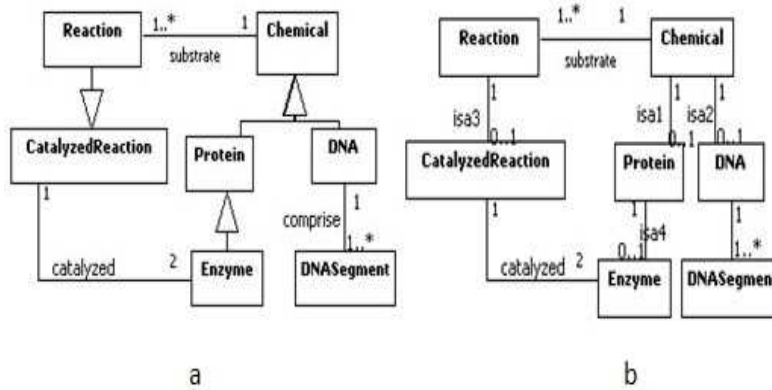 Reaction
1..*
1
Chemical
substrate
CatalyzedReaction
Protein
DNA
1
1
comprise
1..*
catalyzed
2
Enzyme
DNASegment
a
Reaction
1..*
1
Chemical
substrate
1
1
1
isa3
isa1
isa2
0..1
0..1
0..1
CatalyzedReaction
Protein
DNA
1
1
1
isa4
0..1
1..*
catalyzed
2
Enzyme
DNASegmen
b